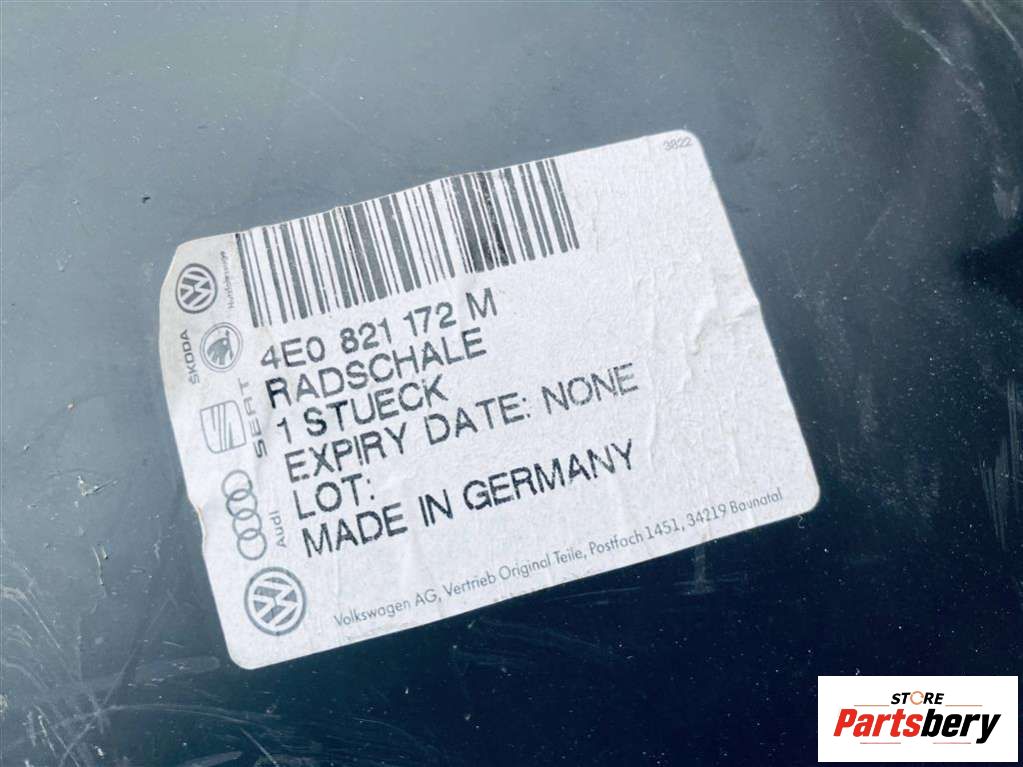 3822
4E0 821 172 M
RADSCHALE
1 STUECK
EXPIRY DATE: NONE
LOT:
MADE IN GERMANY
Volkswagen AG, Vertrieb Original Teile, Postfach 1451, 34219 Baunatal
Nutzfahrzeuge
ŠKODA
SEAT
Audi
STORE
Partsbery